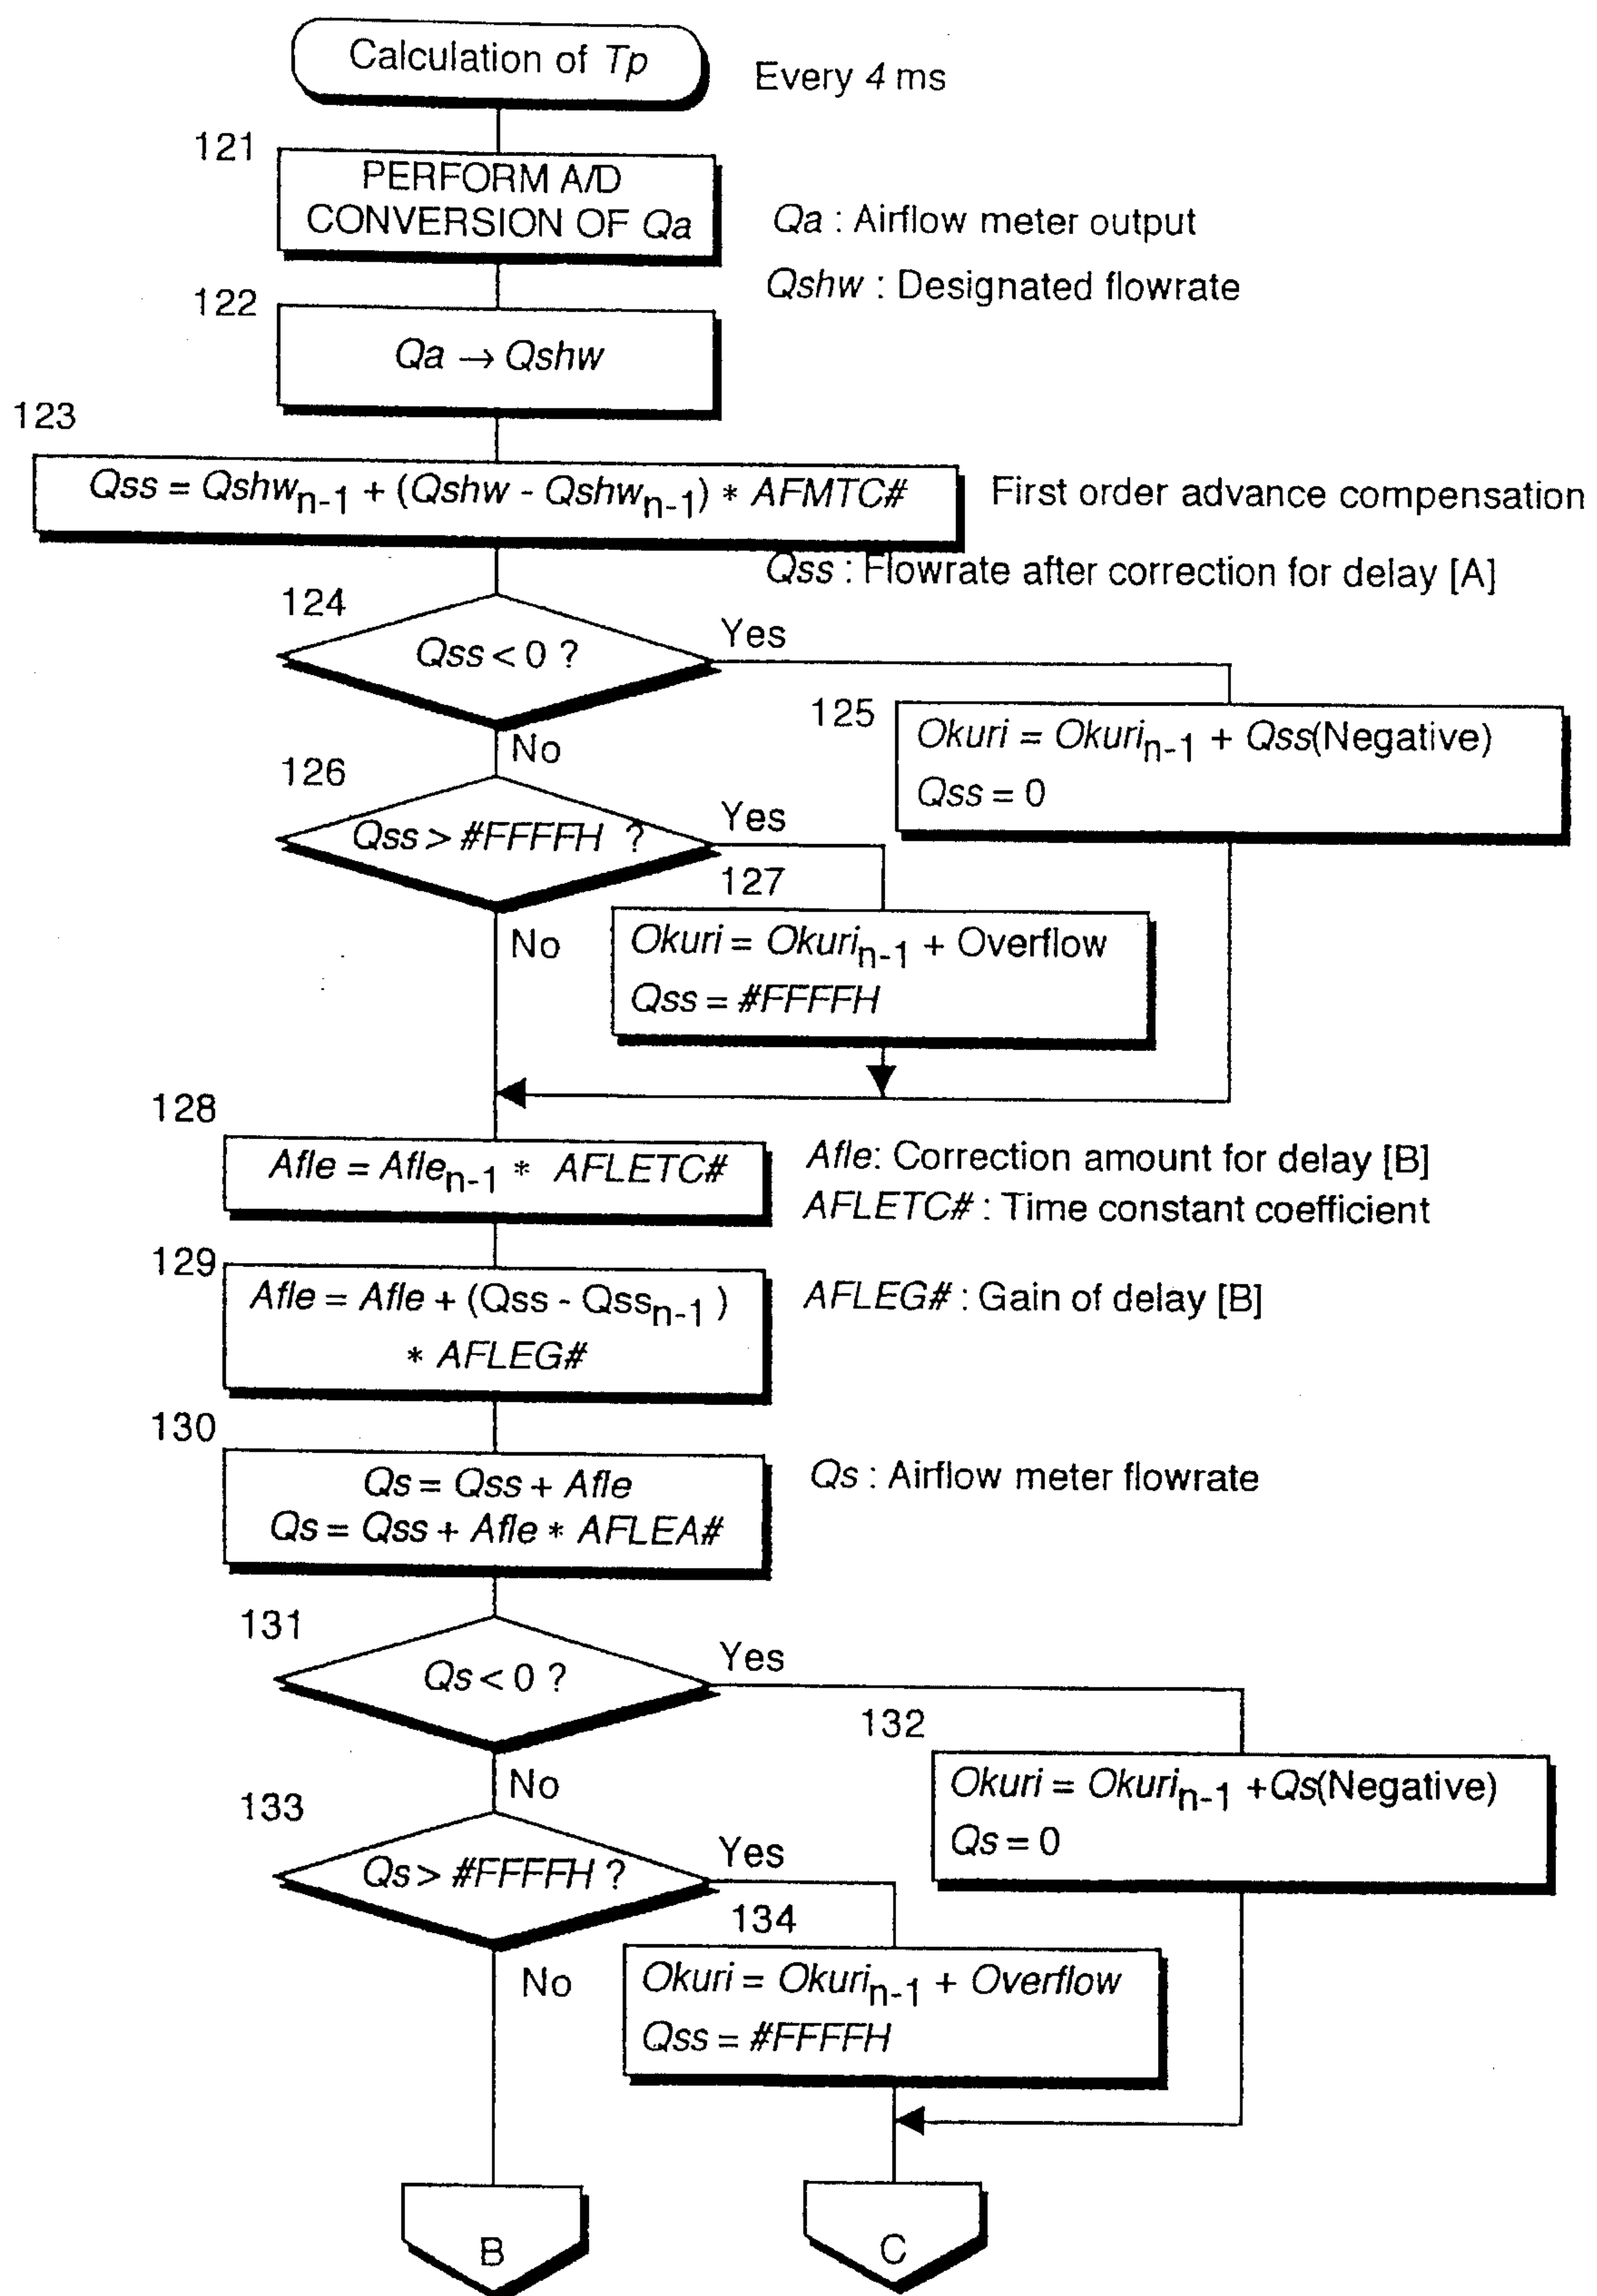 Calculation of Tp
Every 4 ms
121
PERFORM A/D
CONVERSION OF Qa
Qa : Airflow meter output
Qshw : Designated flowrate
122
Qa → Qshw
123
Qss = Qshwn-1 + (Qshw - Qshwn-1) * AFMTC#
First order advance compensation
Qss : Flowrate after correction for delay [A]
124
Qss < 0 ?
Yes
125
Okuri = Okurin-1 + Qss(Negative)
Qss = 0
No
126
Qss > #FFFFH ?
Yes
127
Okuri = Okurin-1 + Overflow
Qss = #FFFFH
No
128
Afle = Aflen-1 * AFLETC#
Afle: Correction amount for delay [B]
AFLETC# : Time constant coefficient
129
Afle = Afle + (Qss - Qssn-1 )
* AFLEG#
AFLEG# : Gain of delay [B]
130
Qs = Qss + Afle
Qs = Qss + Afle * AFLEA#
Qs : Airflow meter flowrate
131
Qs < 0 ?
Yes
132
Okuri = Okurin-1 +Qs(Negative)
Qs = 0
No
133
Qs > #FFFFH ?
Yes
134
Okuri = Okurin-1 + Overflow
Qss = #FFFFH
No
B
C